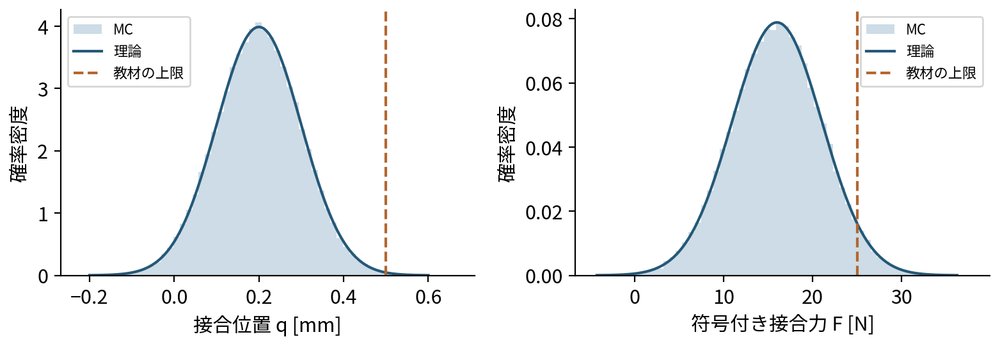 MC
理論
教材の上限
4
3
2
1
0
確率密度
−0.2
0.0
0.2
0.4
0.6
接合位置 q [mm]
MC
理論
教材の上限
0.08
0.06
0.04
0.02
0.00
確率密度
0
10
20
30
符号付き接合力 F [N]